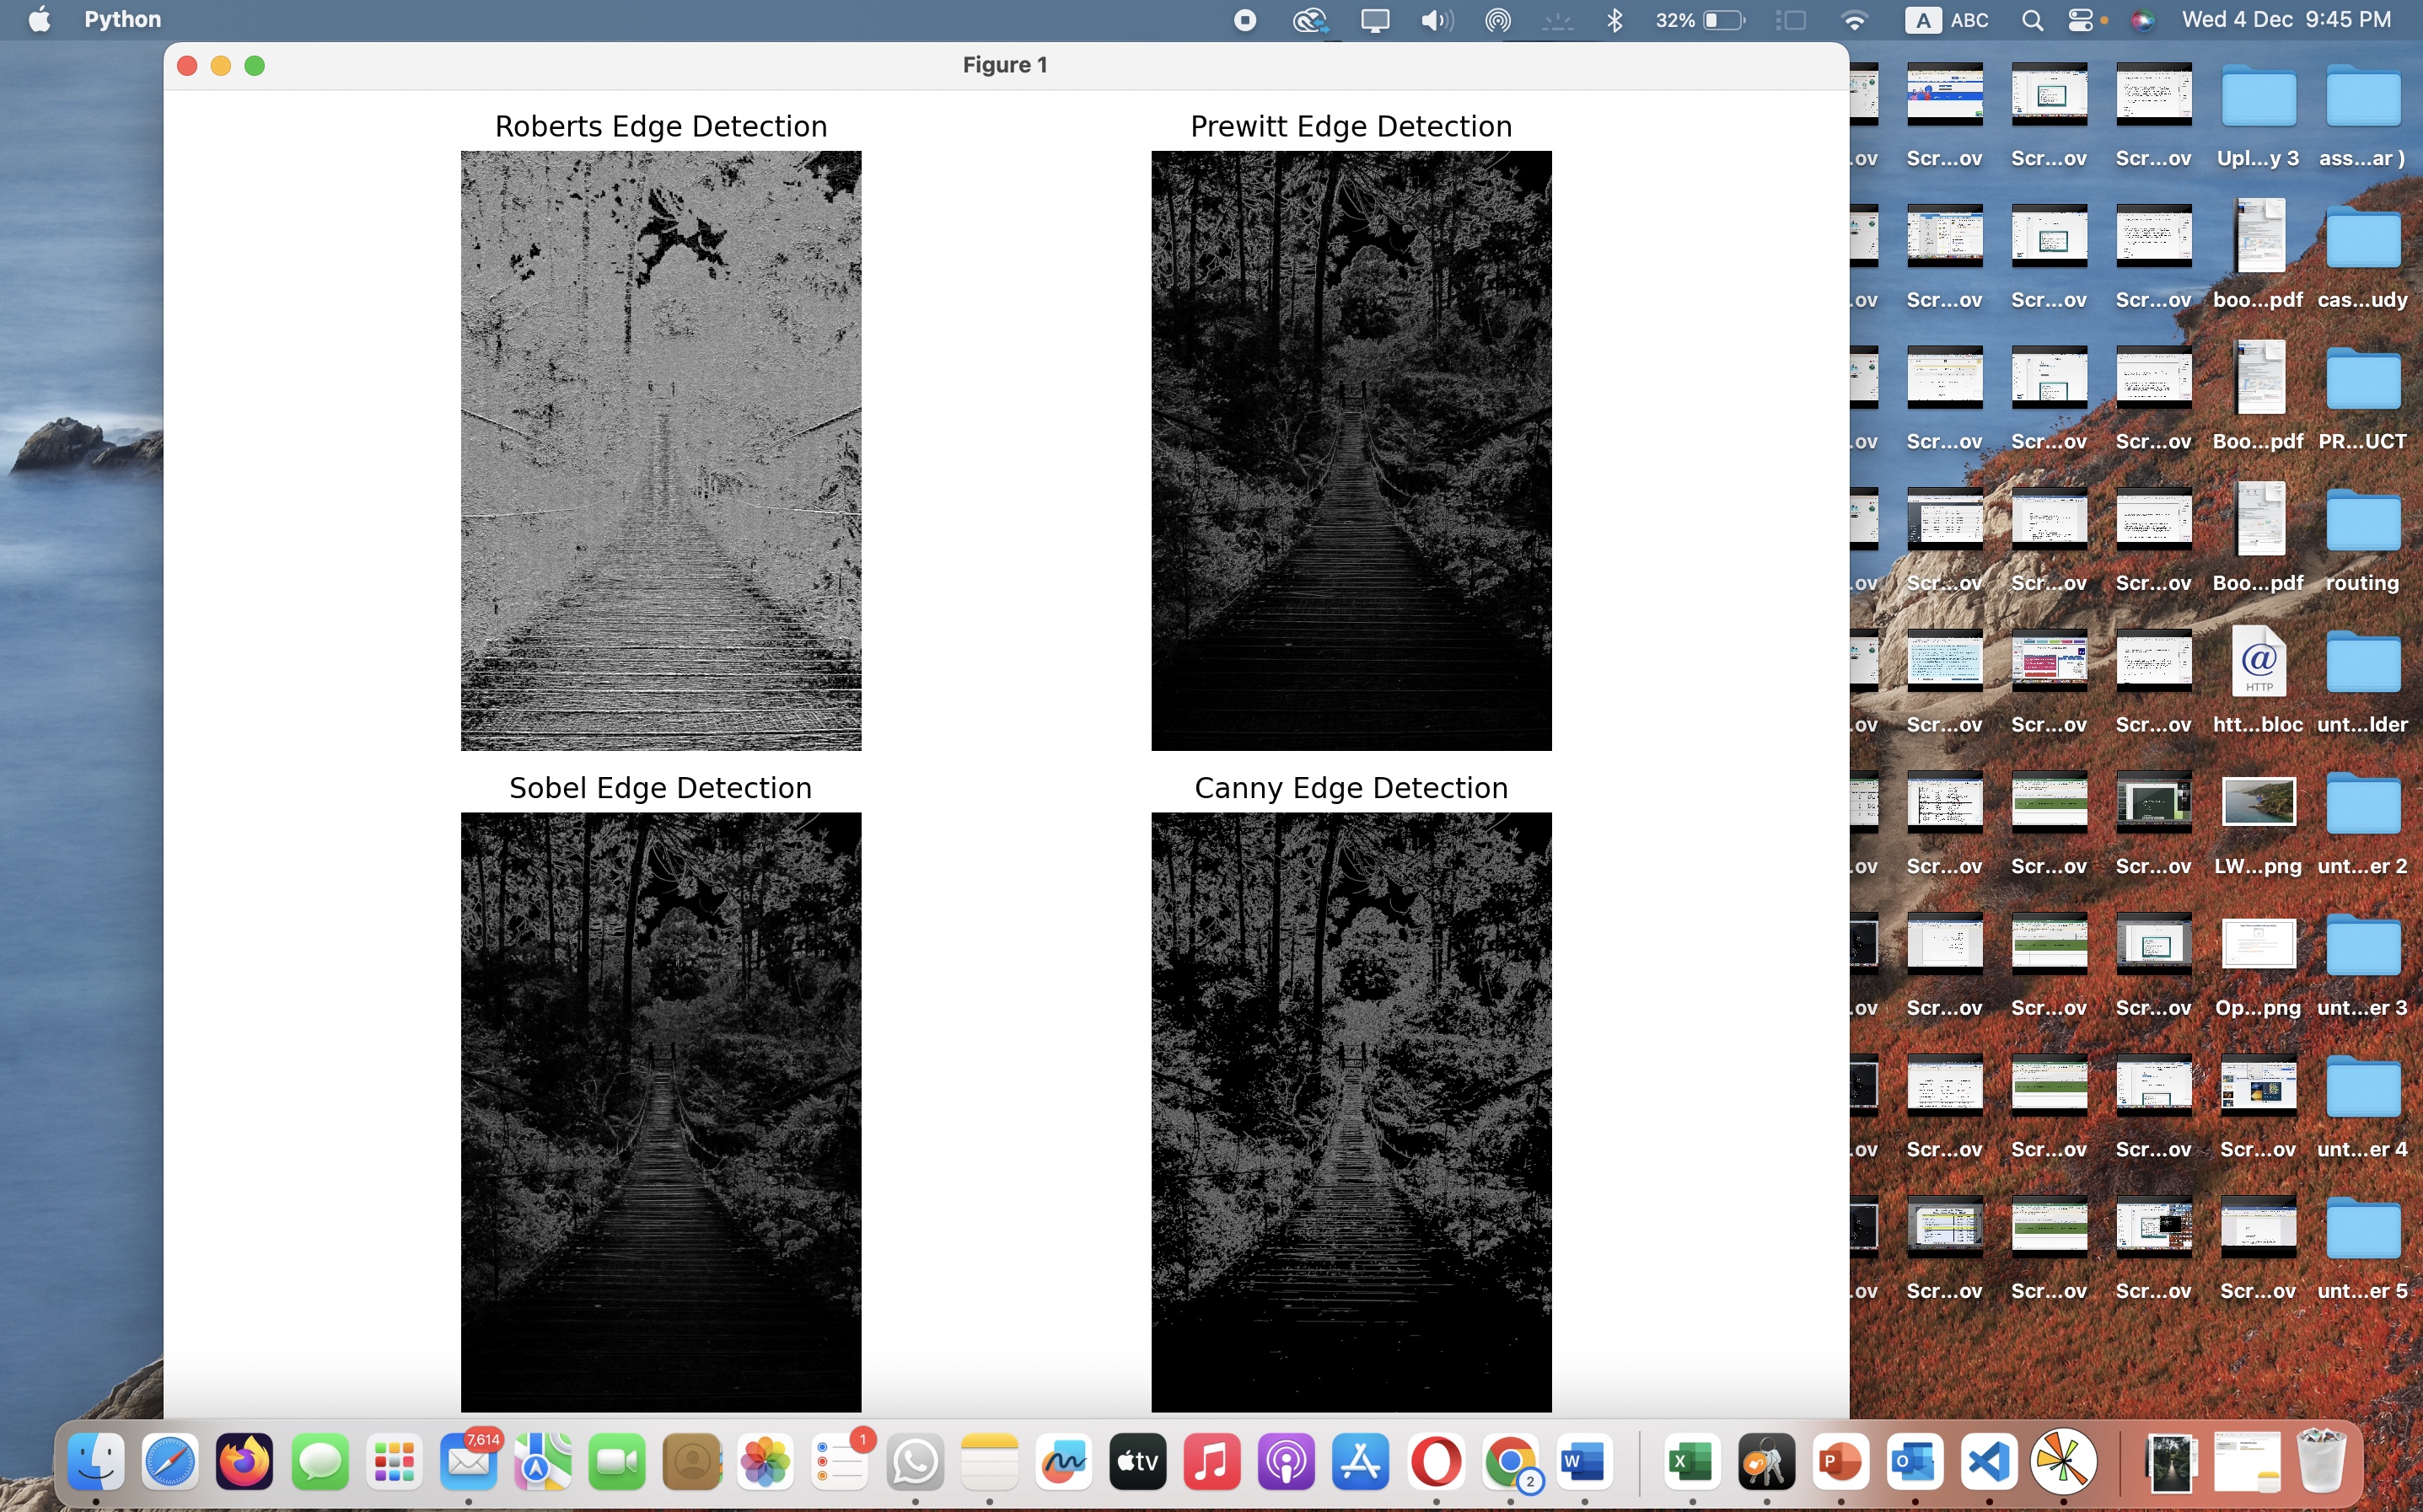 Python
32%
A ABC
Wed 4 Dec 9:45 PM
Figure 1
Roberts Edge Detection
Prewitt Edge Detection
Sobel Edge Detection
Canny Edge Detection
.ov Scr...ov Scr...ov Scr...ov Upl...y 3 ass...ar )
.ov Scr...ov Scr...ov Scr...ov boo...pdf cas...udy
.ov Scr...ov Scr...ov Scr...ov Boo...pdf PR...UCT
.ov Scr...ov Scr...ov Scr...ov Boo...pdf routing
@
HTTP
.ov Scr...ov Scr...ov Scr...ov htt...bloc unt...lder
.ov Scr...ov Scr...ov Scr...ov LW...png unt...er 2
.ov Scr...ov Scr...ov Scr...ov Op...png unt...er 3
.ov Scr...ov Scr...ov Scr...ov Scr...ov unt...er 4
.ov Scr...ov Scr...ov Scr...ov Scr...ov unt...er 5
7,614
1
tv
2
W
X
P
O